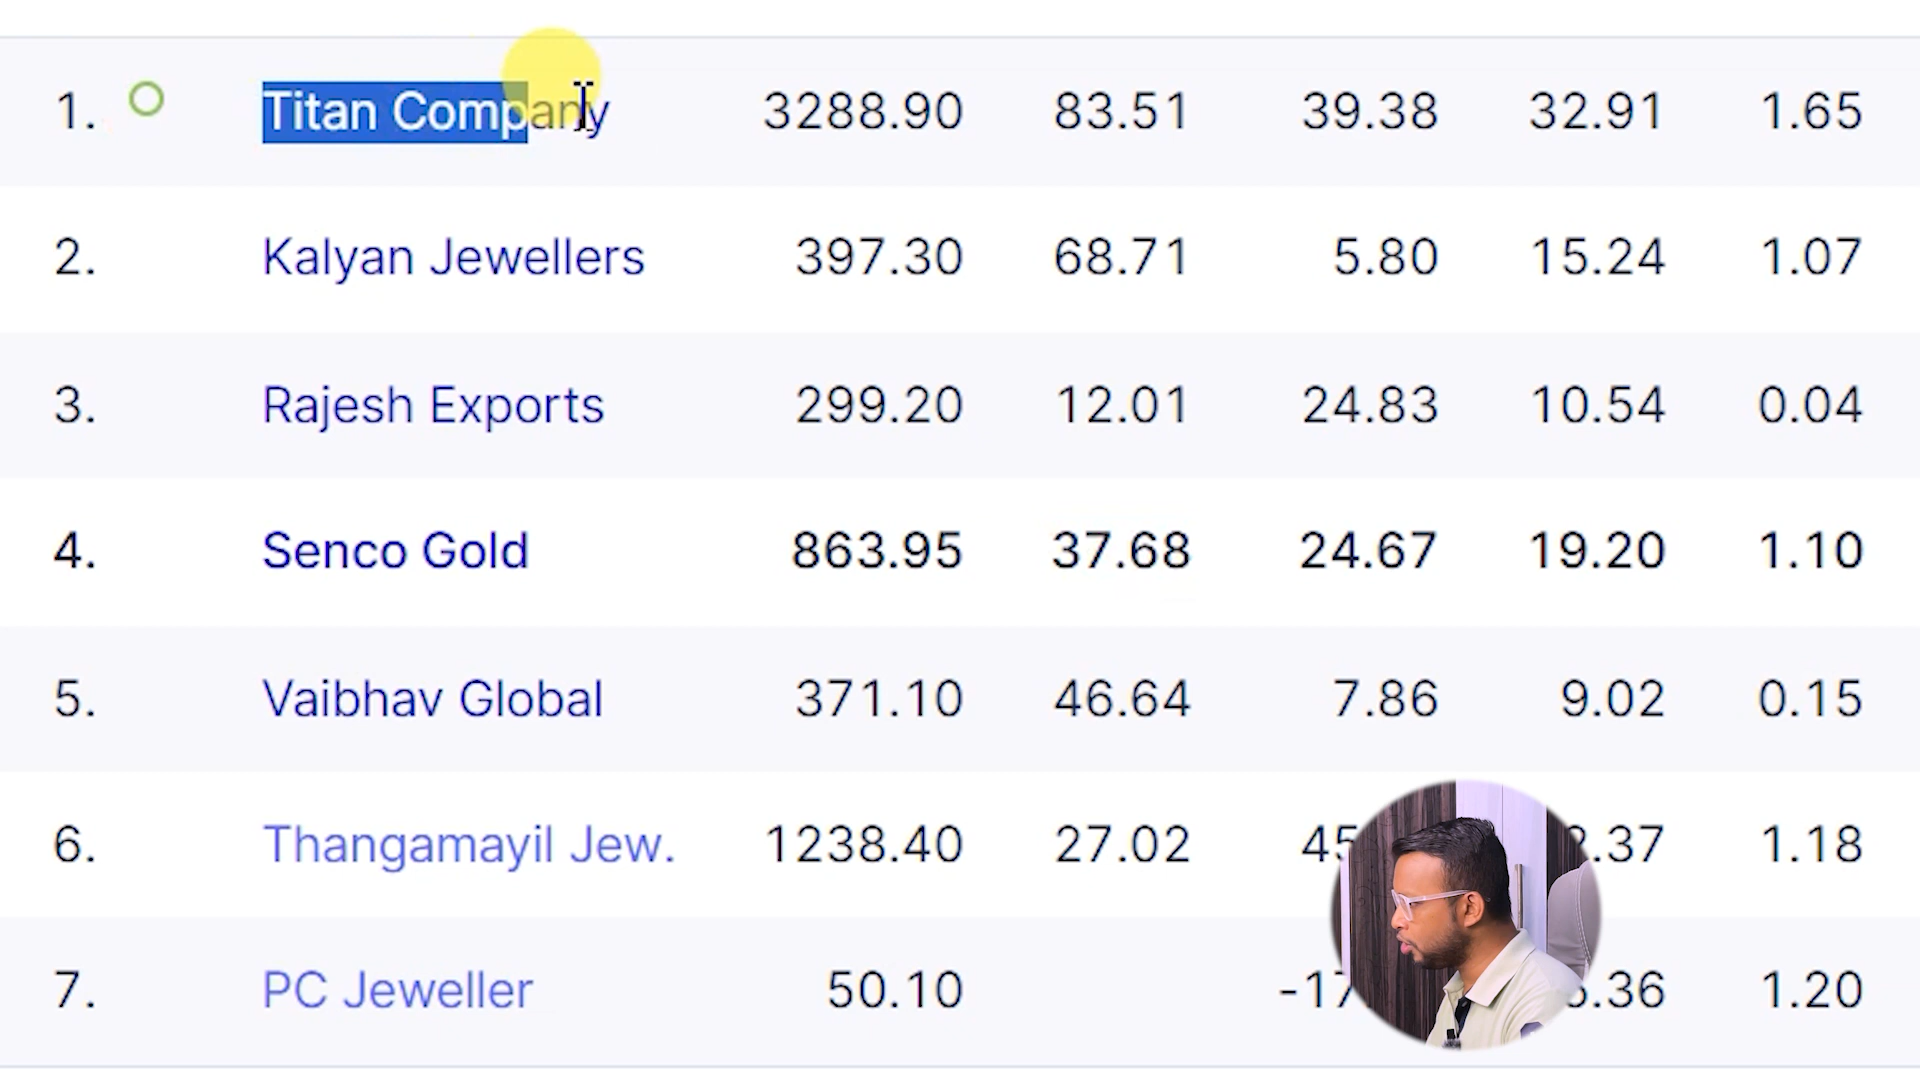 1. Titan Company 3288.90 83.51 39.38 32.91 1.65
2. Kalyan Jewellers 397.30 68.71 5.80 15.24 1.07
3. Rajesh Exports 299.20 12.01 24.83 10.54 0.04
4. Senco Gold 863.95 37.68 24.67 19.20 1.10
5. Vaibhav Global 371.10 46.64 7.86 9.02 0.15
6. Thangamayil Jew. 1238.40 27.02 1.18
7. PC Jeweller 50.10 1.20